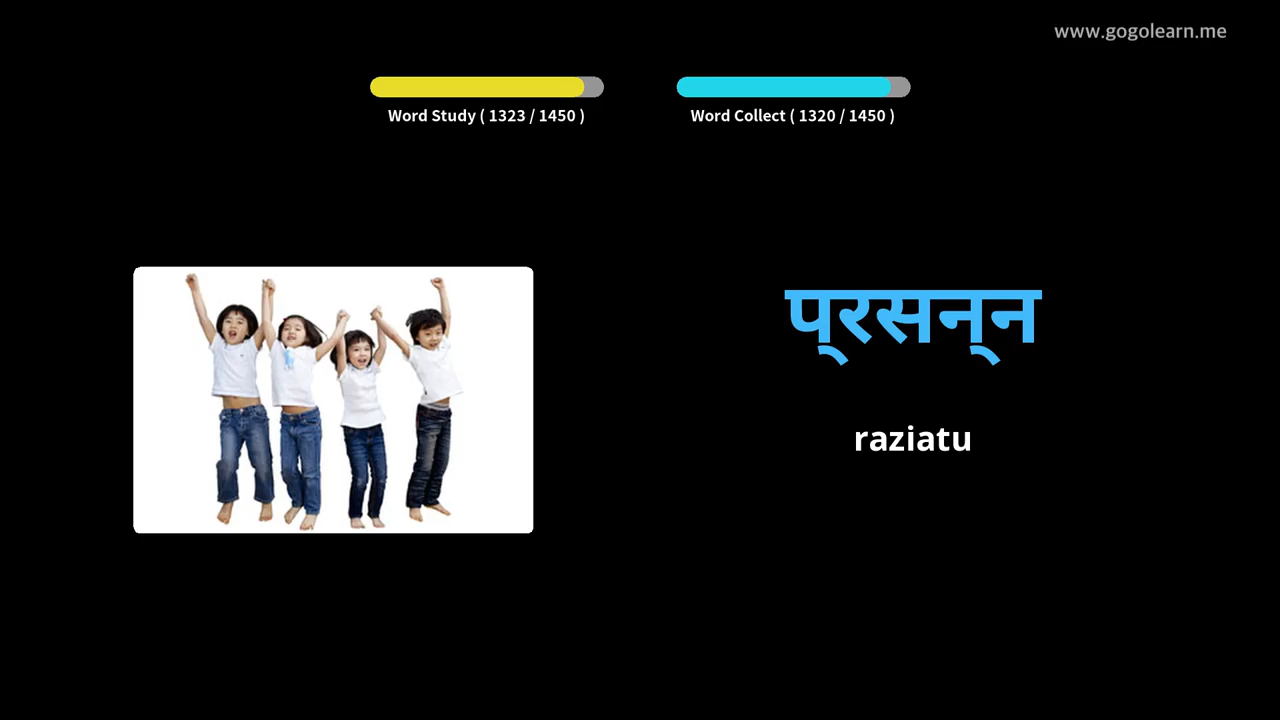 www.gogolearn.me
Word Study ( 1323 / 1450 )
Word Collect ( 1320 / 1450 )
प्रसन्न
raziatu